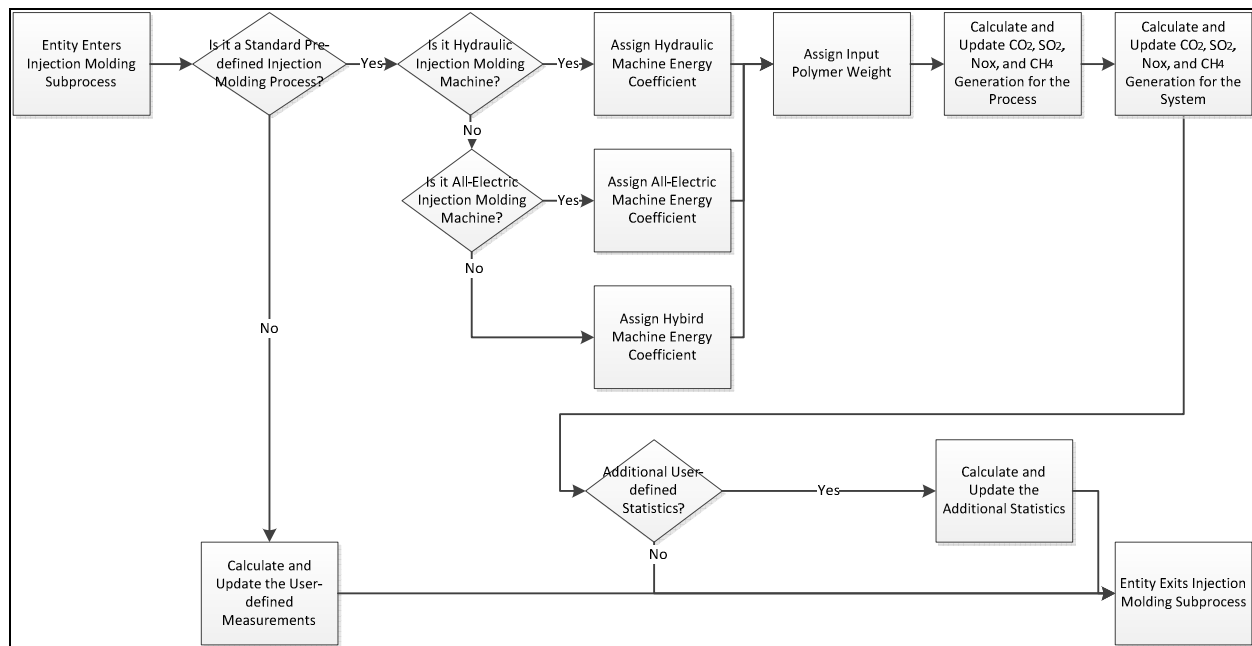 Entity Enters
Injection Molding
Subprocess
Is it a Standard Pre-
defined Injection
Molding Process?
Yes
Is it Hydraulic
Injection Molding
Machine?
Yes
Assign Hydraulic
Machine Energy
Coefficient
Assign Input
Polymer Weight
Calculate and
Update CO2, SO2,
Nox, and CH4
Generation for the
Process
Calculate and
Update CO2, SO2,
Nox, and CH4
Generation for the
System
No
Is it All-Electric
Injection Molding
Machine?
Yes
Assign All-Electric
Machine Energy
Coefficient
No
Assign Hybird
Machine Energy
Coefficient
No
Additional User-
defined
Statistics?
Yes
Calculate and
Update the
Additional Statistics
No
Calculate and
Update the User-
defined
Measurements
Entity Exits Injection
Molding Subprocess